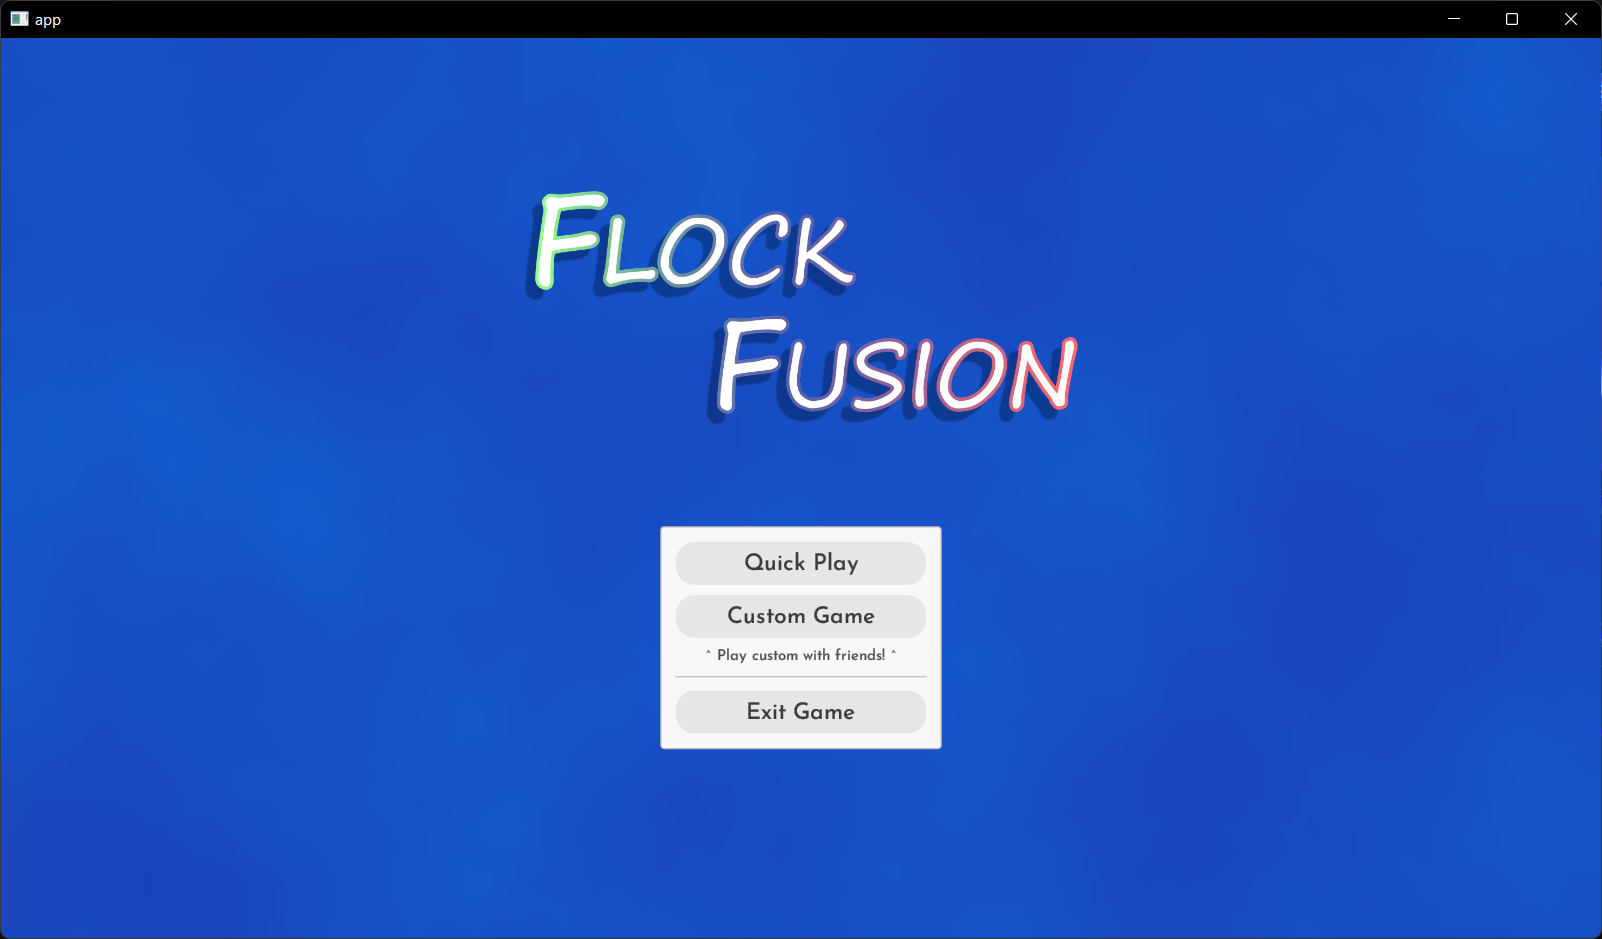 app
FLOCK
FUSION
Quick Play
Custom Game
^ Play custom with friends! ^
Exit Game